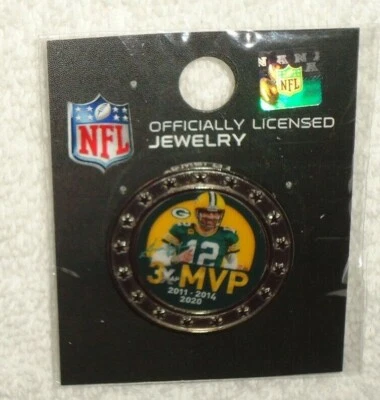 NFL
NFL
OFFICIALLY LICENSED
JEWELRY
G
12
3X MVP
2011 - 2014
2020